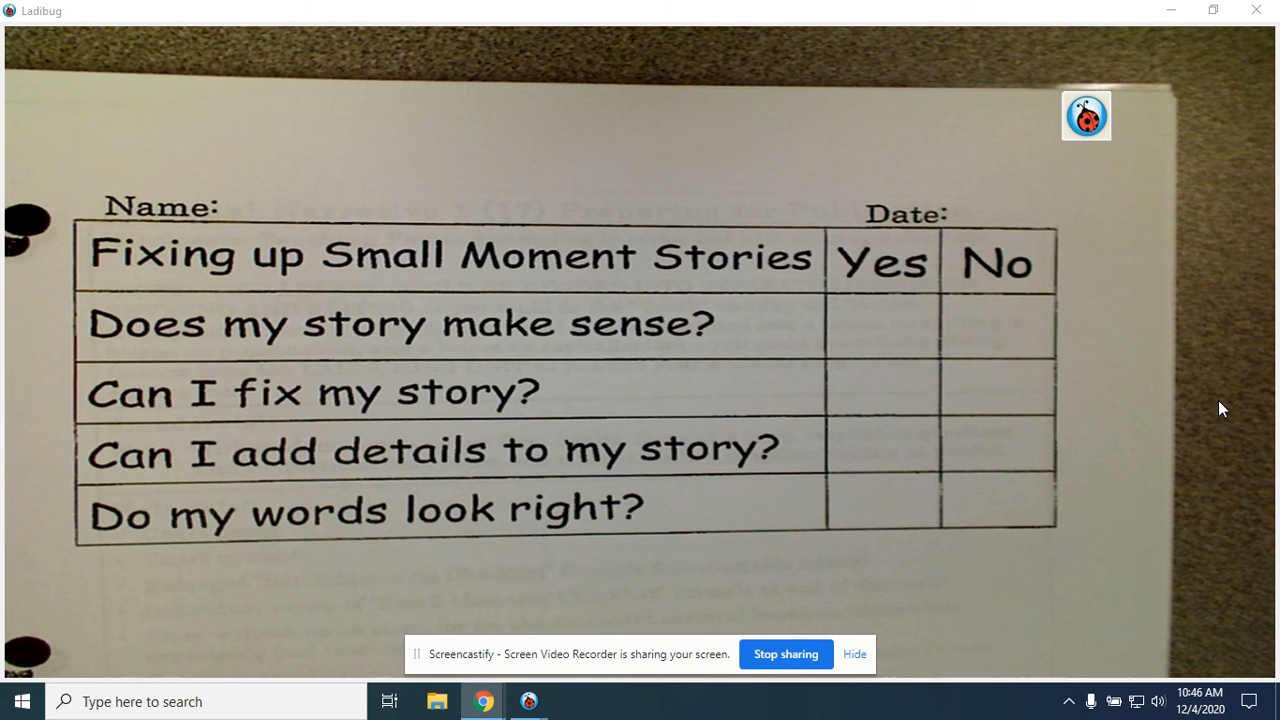 Ladibug
Name:
Date:
Fixing up Small Moment Stories Yes No
Does my story make sense?
Can I fix my story?
Can I add details to my story?
Do my words look right?
Screencastify - Screen Video Recorder is sharing your screen. Stop sharing Hide
Type here to search
10:46 AM
12/4/2020